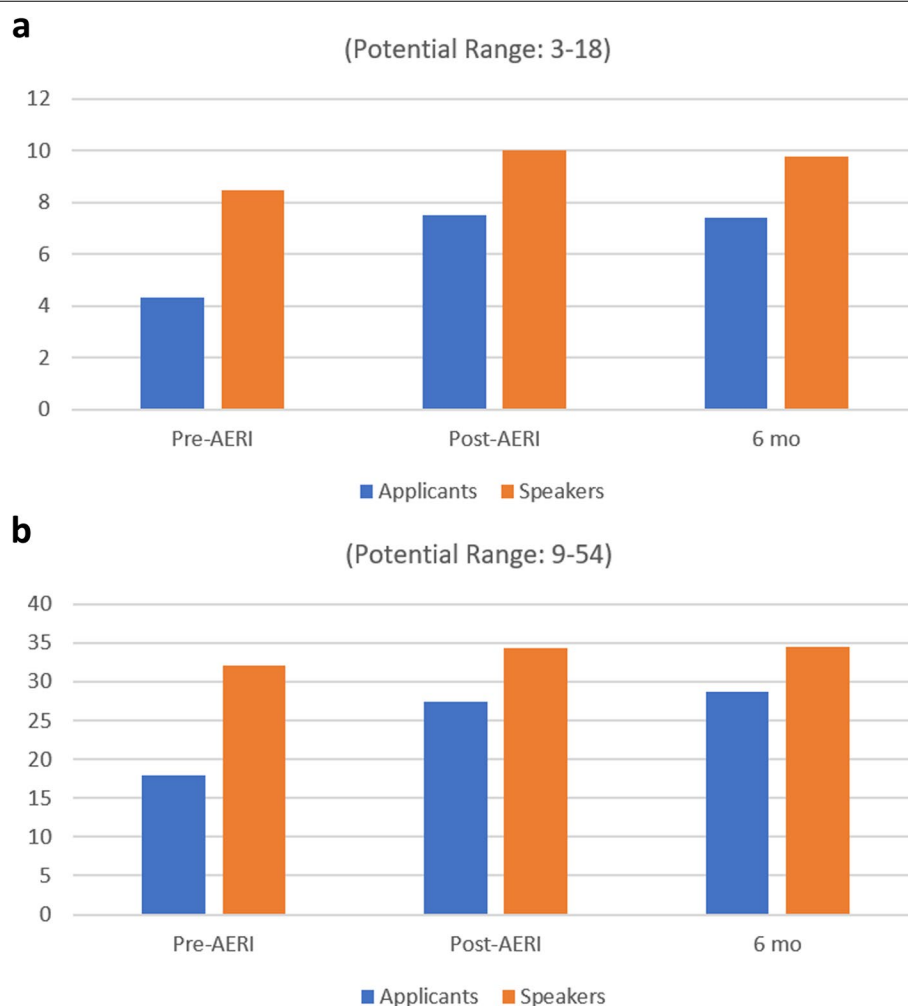 a
(Potential Range: 3-18)
12
10
8
6
4
2
0
Pre-AERI Post-AERI 6 mo
Applicants Speakers
b
(Potential Range: 9-54)
40
35
30
25
20
15
10
5
0
Pre-AERI Post-AERI 6 mo
Applicants Speakers